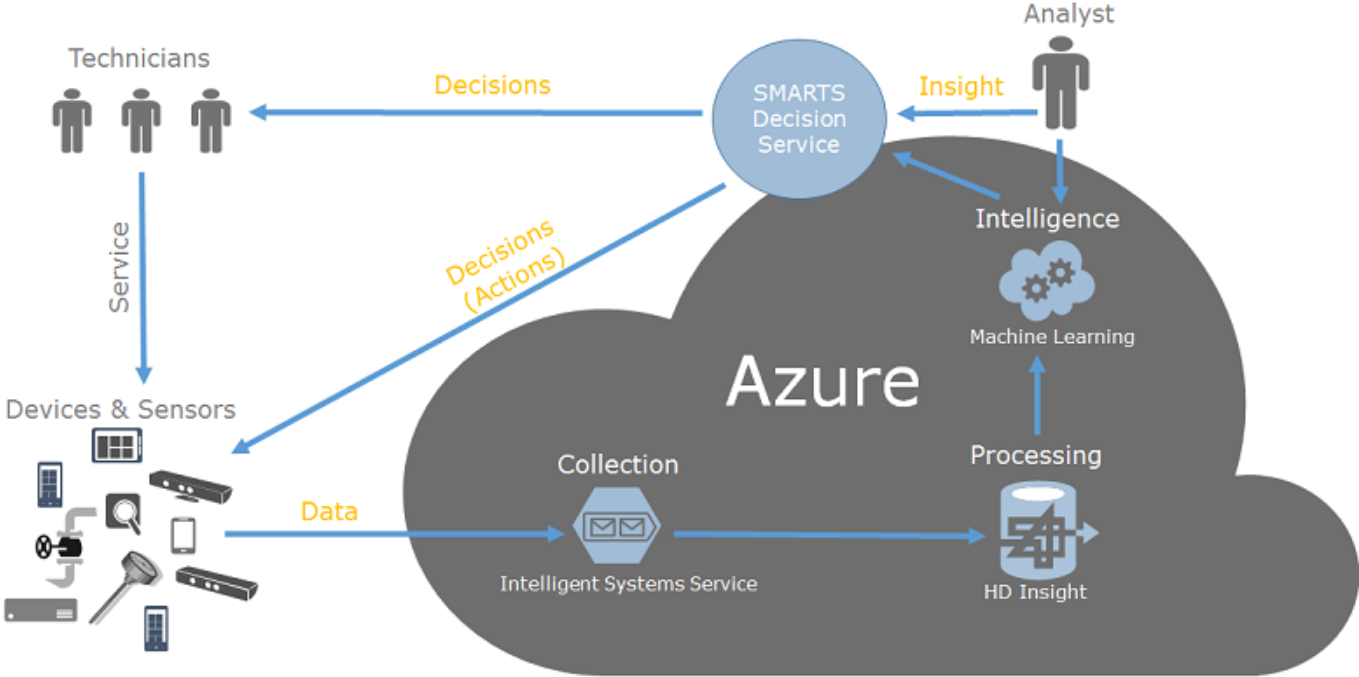 Analyst
Technicians
Decisions
Insight
SMARTS
Decision
Service
Service
Decisions
(Actions)
Intelligence
Machine Learning
Azure
Devices & Sensors
Collection
Processing
Data
Intelligent Systems Service
HD Insight